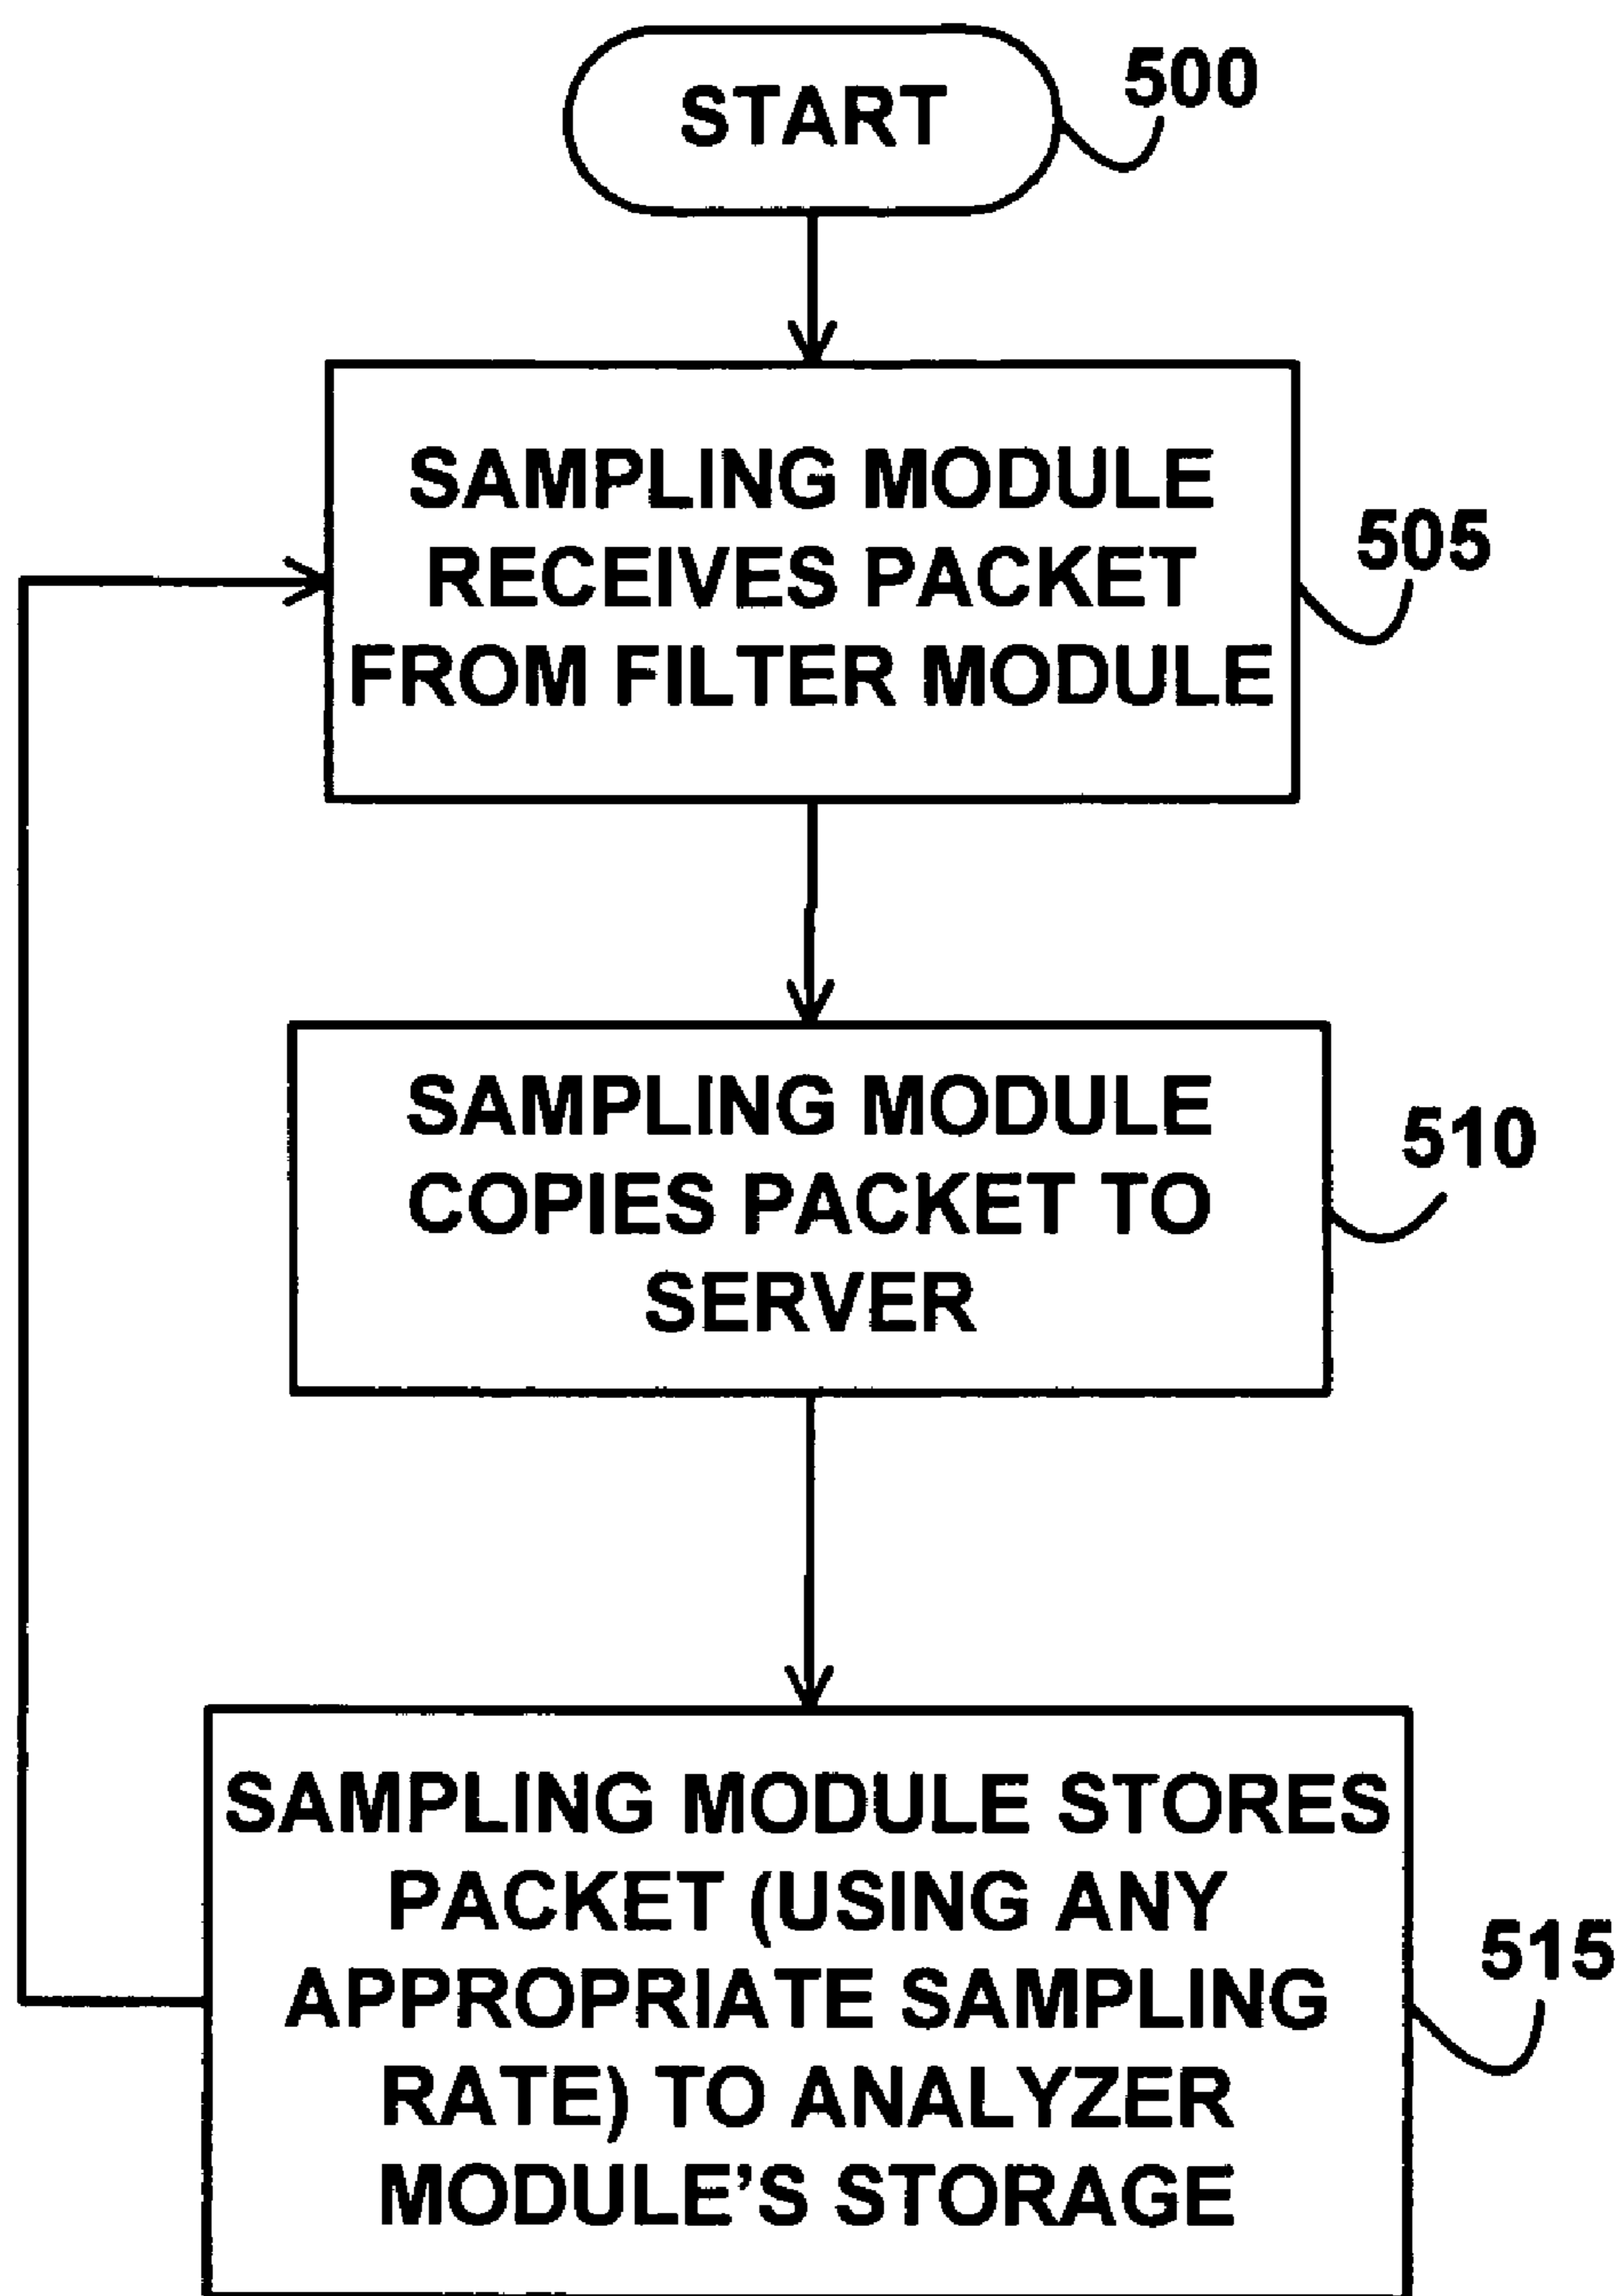 START
500
SAMPLING MODULE
RECEIVES PACKET
FROM FILTER MODULE
505
SAMPLING MODULE
COPIES PACKET TO
SERVER
510
SAMPLING MODULE STORES
PACKET (USING ANY
APPROPRIATE SAMPLING
RATE) TO ANALYZER
MODULE'S STORAGE
515